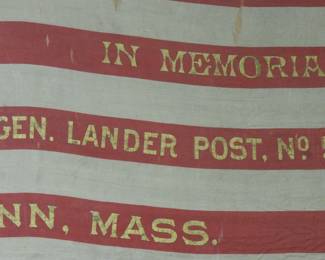 IN MEMORIA
GEN. LANDER POST, No
NN, MASS.